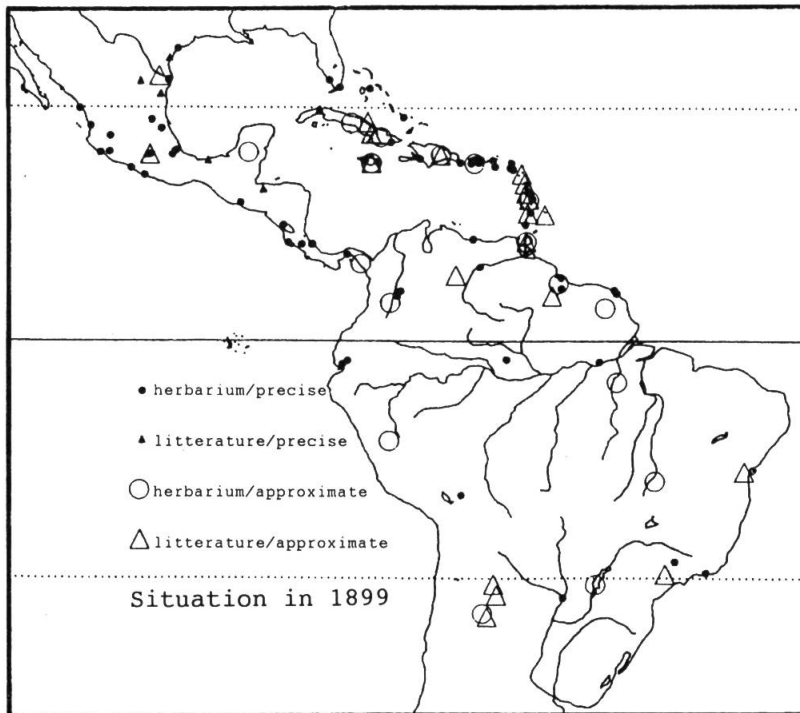 herbarium/precise
litterature/precise
herbarium/approximate
litterature/approximate
Situation in 1899